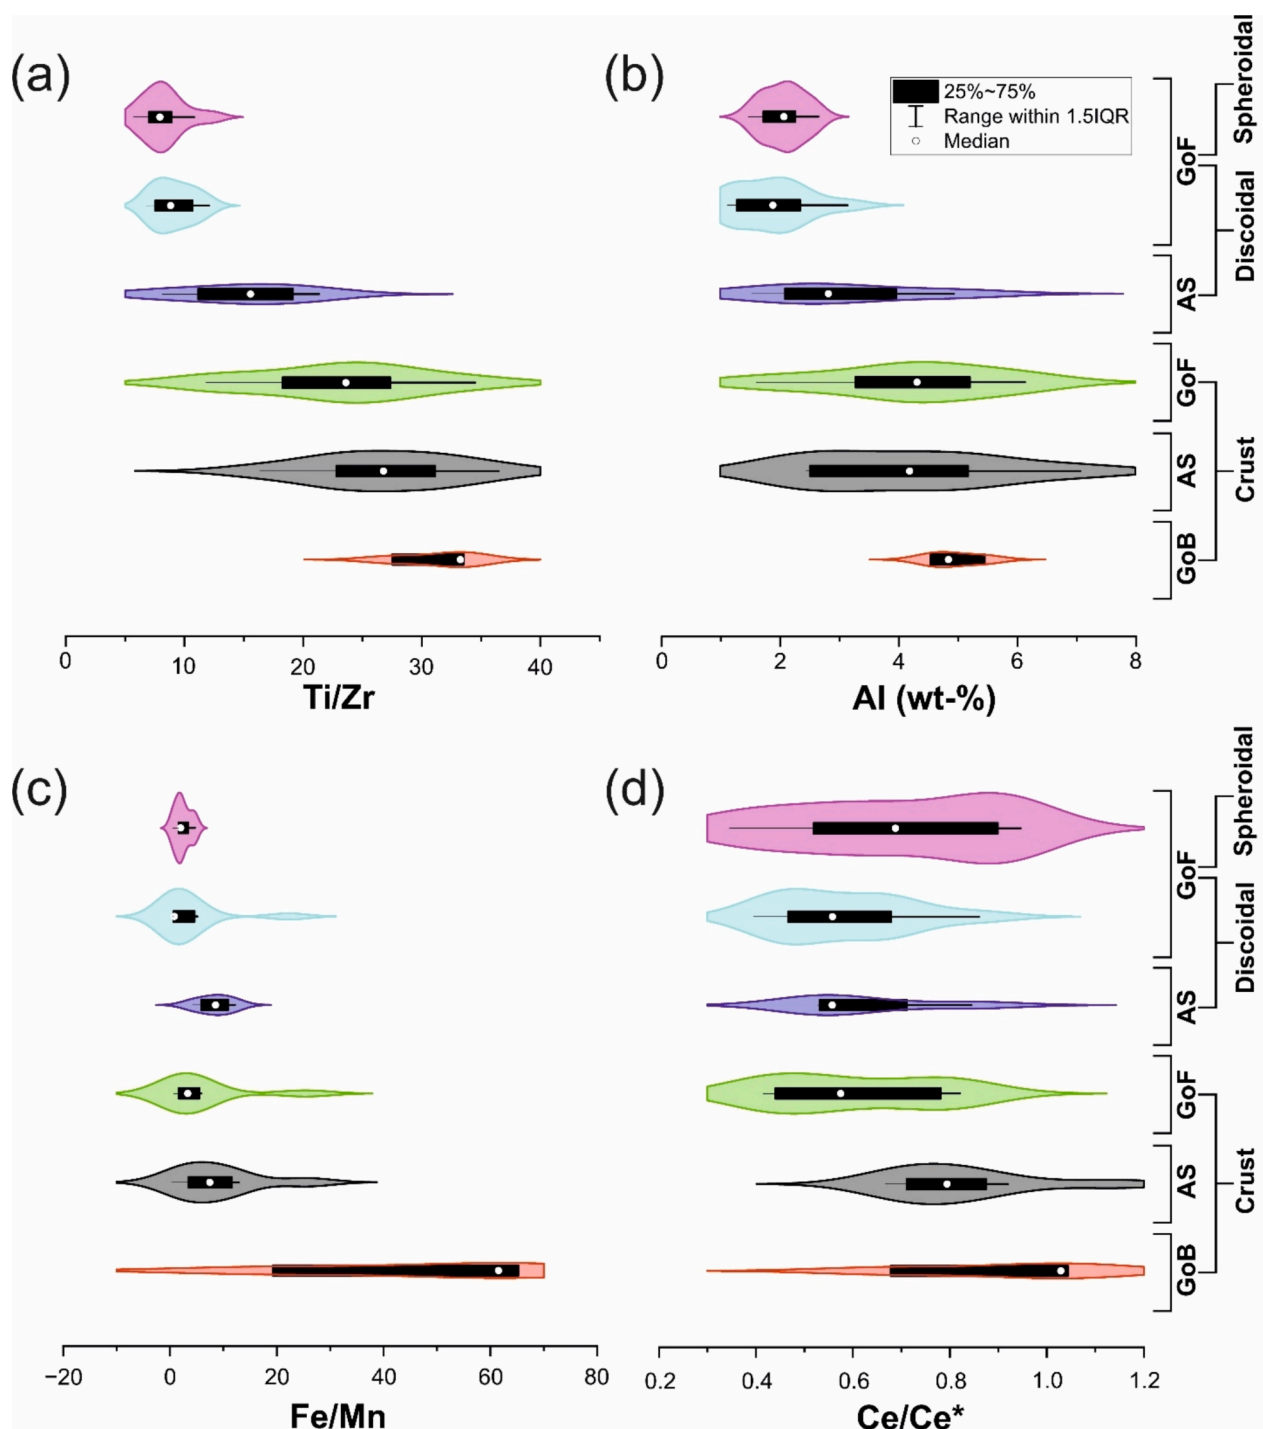 (a)
(b)
25%~75%
Range within 1.5IQR
Median
GoF
AS
GoF
AS
GoB
Spheroidal
Discoidal
Crust
0 10 20 30 40
Ti/Zr
0 2 4 6 8
Al (wt-%)
(c)
(d)
GoF
AS
GoF
AS
GoB
Spheroidal
Discoidal
Crust
−20 0 20 40 60 80
Fe/Mn
0.2 0.4 0.6 0.8 1.0 1.2
Ce/Ce*